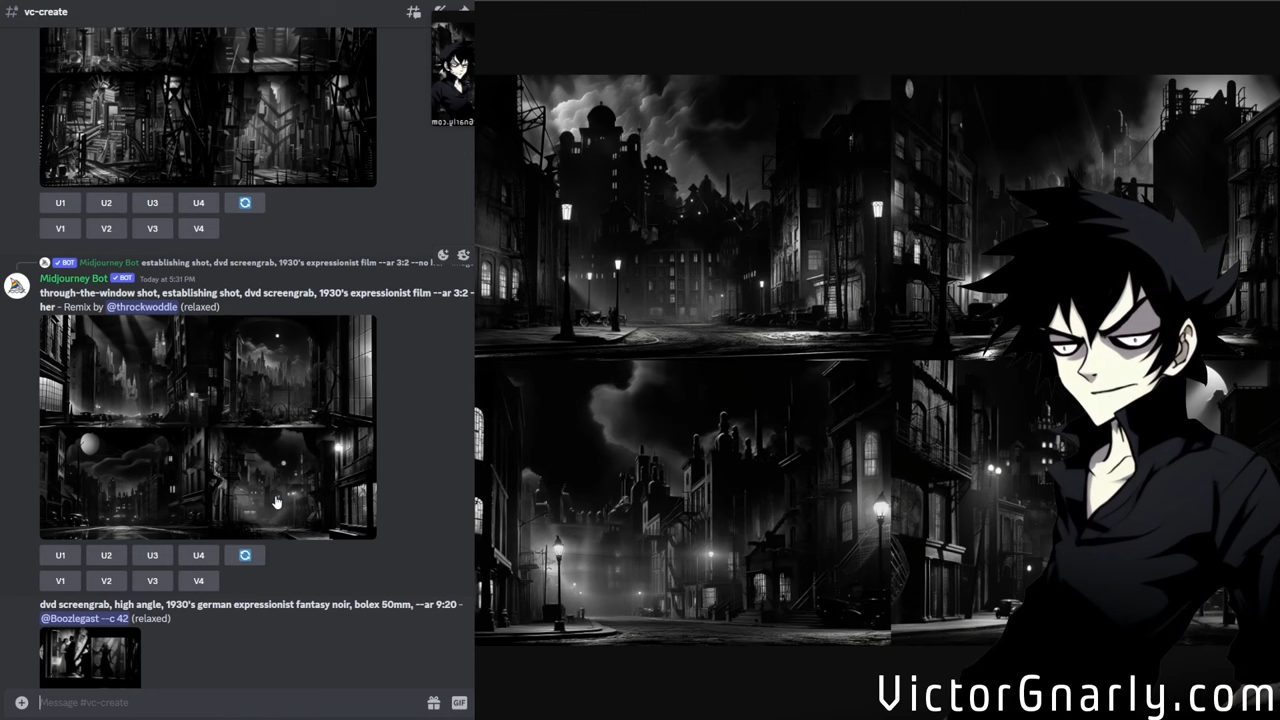 vc-create
U1 U2 U3 U4
V1 V2 V3 V4
BOT Midjourney Bot establishing shot, dvd screengrab, 1930's expressionist film --ar 3:2 --no
Midjourney Bot BOT Today at 5:31 PM
through-the-window shot, establishing shot, dvd screengrab, 1930's expressionist film --ar 3:2 -
her - Remix by @throckwoddle (relaxed)
U1 U2 U3 U4
V1 V2 V3 V4
dvd screengrab, high angle, 1930's german expressionist fantasy noir, bolex 50mm, --ar 9:20 -
@Boozlegast --c 42 (relaxed)
Message #vc-create
GIF
VictorGnarly.com